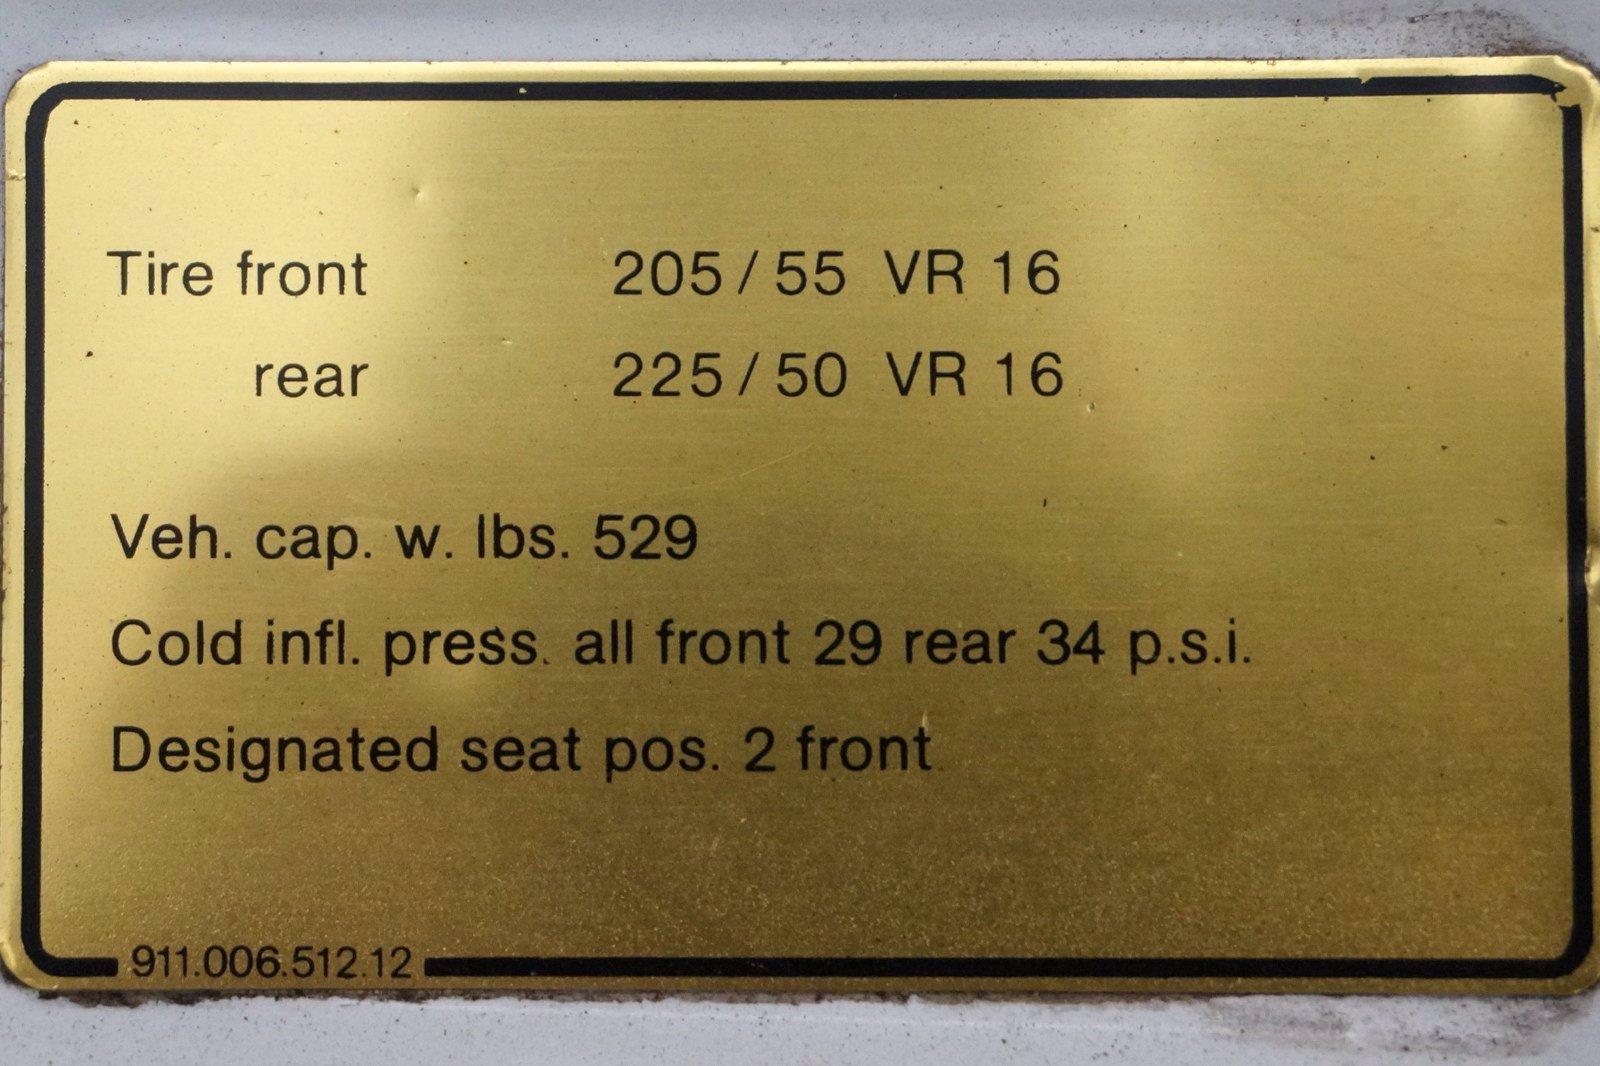 Tire front 205/55 VR 16
rear 225/50 VR 16
Veh. cap. w. lbs. 529
Cold infl. press. all front 29 rear 34 p.s.i.
Designated seat pos. 2 front
911.006.512.12